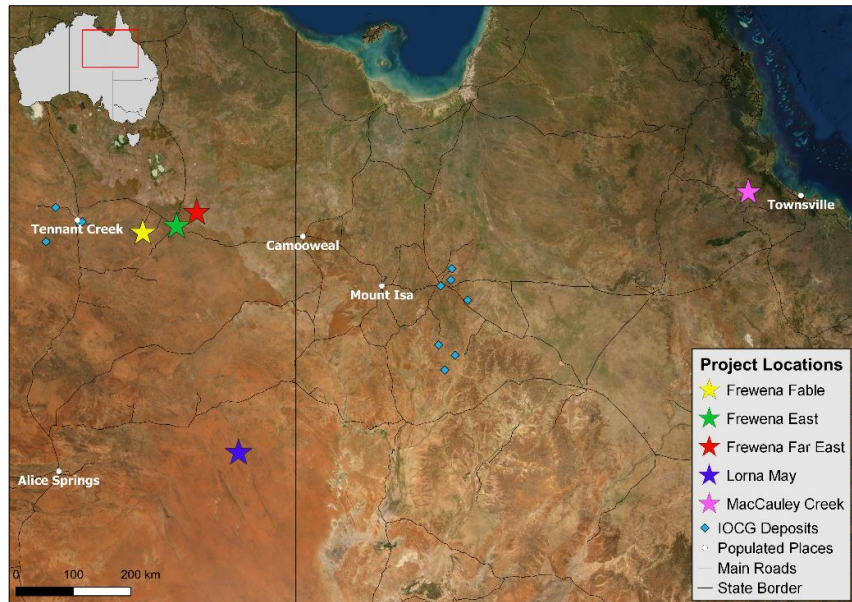 Tennant Creek
Camooweal
Mount Isa
Townsville
Alice Springs
0 100 200 km
Project Locations
Frewena Fable
Frewena East
Frewena Far East
Lorna May
MacCauley Creek
IOCG Deposits
Populated Places
Main Roads
State Border